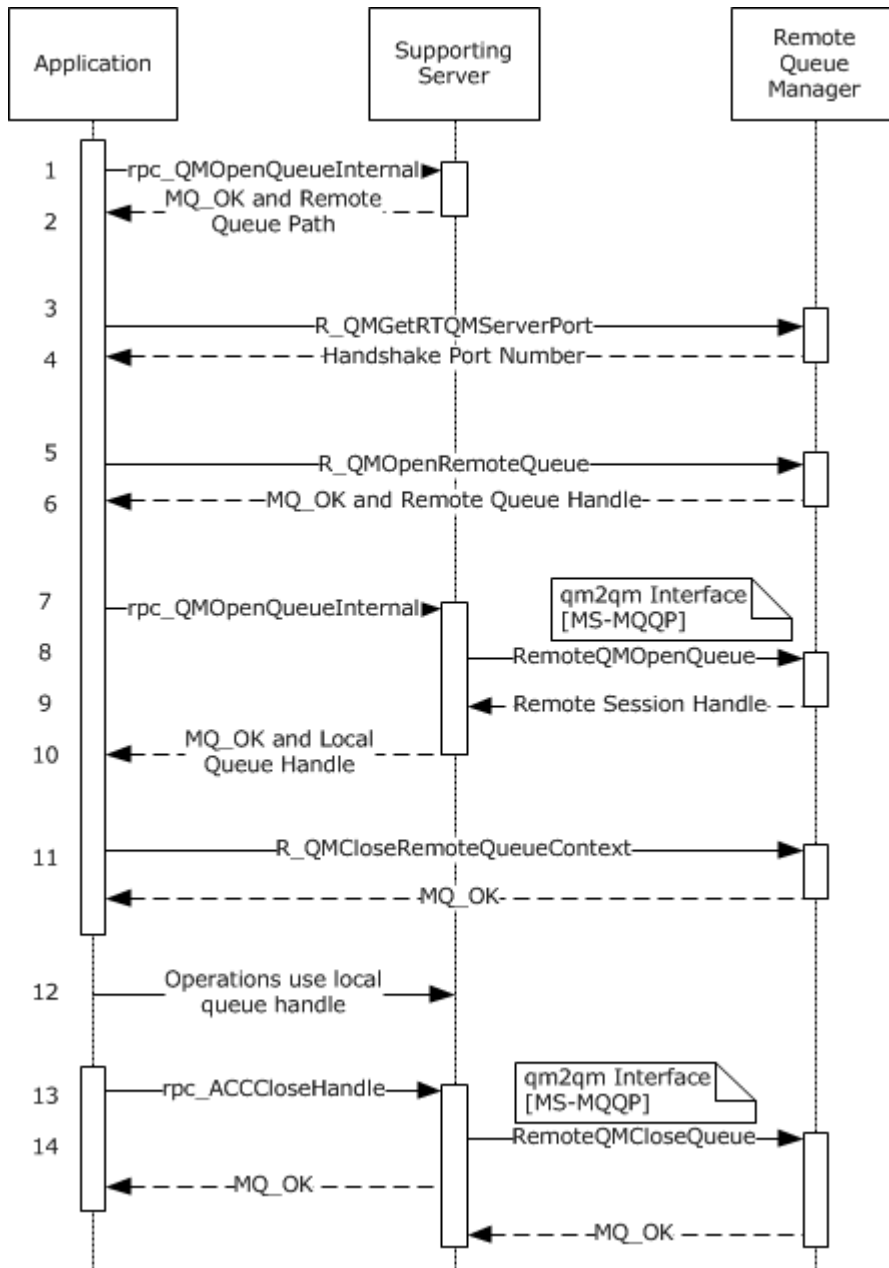 Application
Supporting
Server
Remote
Queue
Manager
1
rpc_QMOpenQueueInternal
MQ_OK and Remote
Queue Path
2
3
R_QMGetRTQMServerPort
Handshake Port Number
4
5
R_QMOpenRemoteQueue
MQ_OK and Remote Queue Handle
6
7
rpc_QMOpenQueueInternal
qm2qm Interface
[MS-MQQP]
8
RemoteQMOpenQueue
9
Remote Session Handle
MQ_OK and Local
Queue Handle
10
R_QMCloseRemoteQueueContext
11
MQ_OK
12
Operations use local
queue handle
13
rpc_ACCCloseHandle
qm2qm Interface
[MS-MQQP]
14
RemoteQMCloseQueue
MQ_OK
MQ_OK